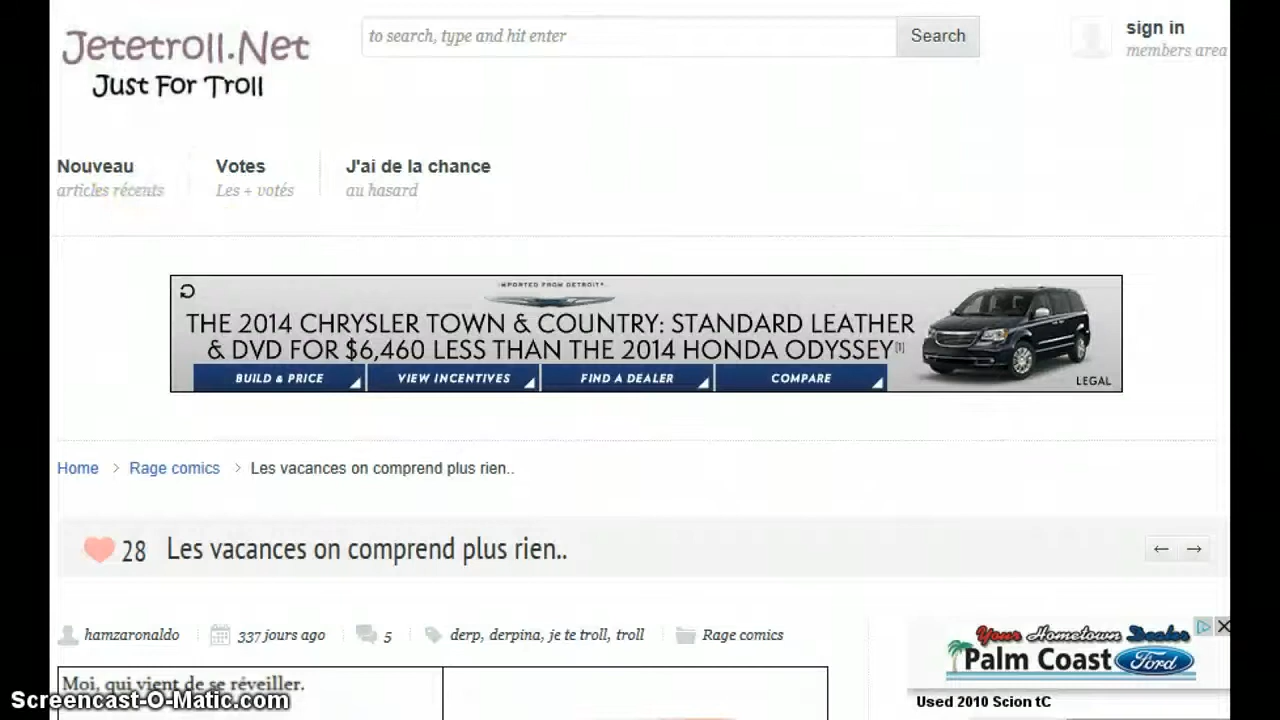 Jetetroll.Net
Just For Troll
to search, type and hit enter
Search
sign in
members area
Nouveau
articles récents
Votes
Les + votés
J'ai de la chance
au hasard
IMPORTED FROM DETROIT
THE 2014 CHRYSLER TOWN & COUNTRY: STANDARD LEATHER
& DVD FOR $6,460 LESS THAN THE 2014 HONDA ODYSSEY[1]
BUILD & PRICE
VIEW INCENTIVES
FIND A DEALER
COMPARE
LEGAL
Home > Rage comics > Les vacances on comprend plus rien..
28 Les vacances on comprend plus rien..
hamzaronaldo
337 jours ago
5
derp, derpina, je te troll, troll
Rage comics
Your Hometown Dealer
Palm Coast Ford
Used 2010 Scion tC
Moi, qui vient de se réveiller.
Screencast-O-Matic.com